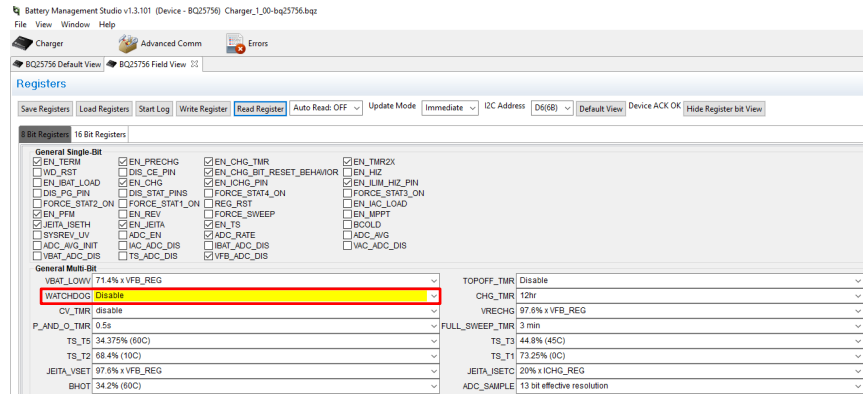 Battery Management Studio v1.3.101 (Device - BQ25756) Charger_1_00-bq25756.bqz
File View Window Help
Charger Advanced Comm Errors
BQ25756 Default View BQ25756 Field View
Registers
Save Registers Load Registers Start Log Write Register Read Register Auto Read: OFF Update Mode Immediate I2C Address D6(6B) Default View Device ACK OK Hide Register bit View
8 Bit Registers 16 Bit Registers
General Single-Bit
EN_TERM EN_PRECHG EN_CHG_TMR EN_TMR2X
WD_RST DIS_CE_PIN EN_CHG_BIT_RESET_BEHAVIOR EN_HIZ
EN_IBAT_LOAD EN_CHG EN_ICHG_PIN EN_ILIM_HIZ_PIN
DIS_PG_PIN DIS_STAT_PINS FORCE_STAT4_ON FORCE_STAT3_ON
FORCE_STAT2_ON FORCE_STAT1_ON REG_RST EN_IAC_LOAD
EN_PFM EN_REV FORCE_SWEEP EN_MPPT
JEITA_ISETH EN_JEITA EN_TS BCOLD
SYSREV_UV ADC_EN ADC_RATE ADC_AVG
ADC_AVG_INIT IAC_ADC_DIS IBAT_ADC_DIS VAC_ADC_DIS
VBAT_ADC_DIS TS_ADC_DIS VFB_ADC_DIS
General Multi-Bit
VBAT_LOWV 71.4% x VFB_REG TOPOFF_TMR Disable
WATCHDOG Disable CHG_TMR 12hr
CV_TMR disable VRECHG 97.6% x VFB_REG
P_AND_O_TMR 0.5s FULL_SWEEP_TMR 3 min
TS_T5 34.375% (60C) TS_T3 44.8% (45C)
TS_T2 68.4% (10C) TS_T1 73.25% (0C)
JEITA_VSET 97.6% x VFB_REG JEITA_ISETC 20% x ICHG_REG
BHOT 34.2% (60C) ADC_SAMPLE 13 bit effective resolution